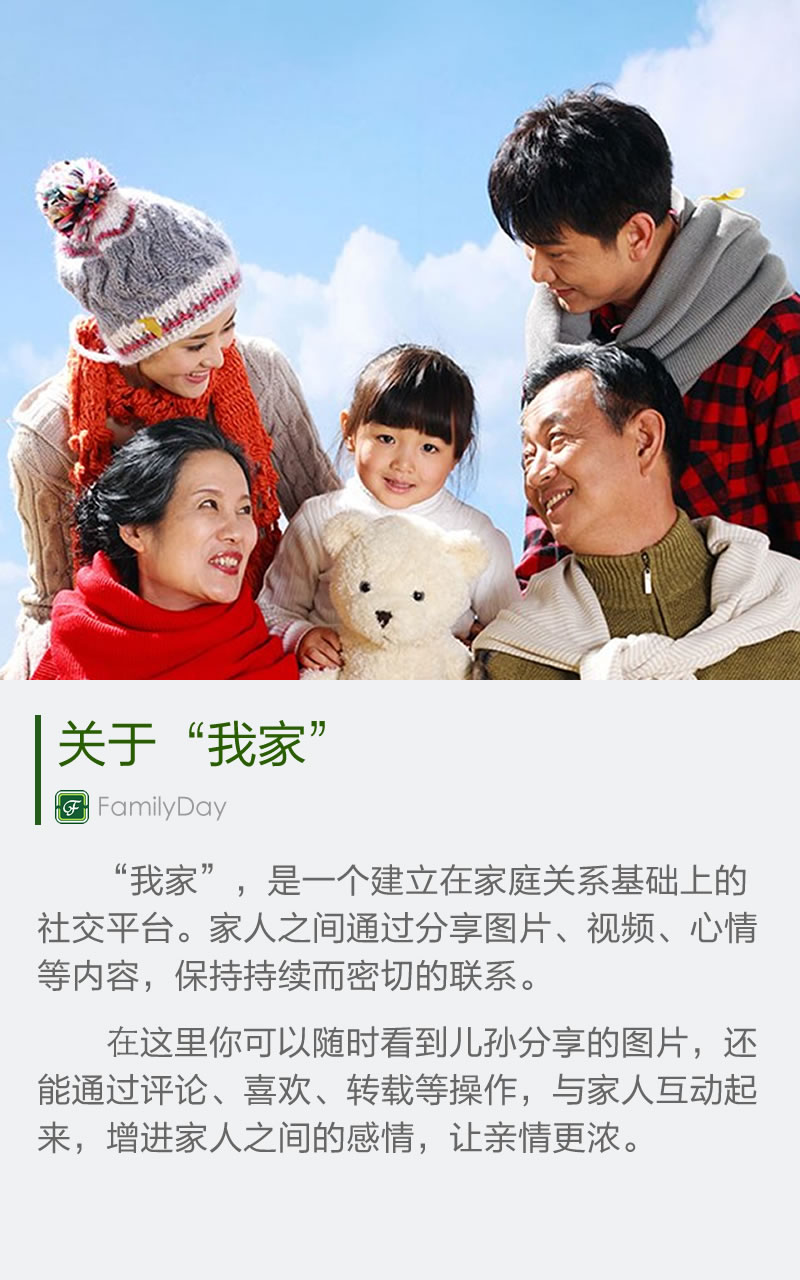 关于“我家”
FamilyDay
“我家”，是一个建立在家庭关系基础上的
社交平台。家人之间通过分享图片、视频、心情
等内容，保持持续而密切的联系。
在这里你可以随时看到儿孙分享的图片，还
能通过评论、喜欢、转载等操作，与家人互动起
来，增进家人之间的感情，让亲情更浓。